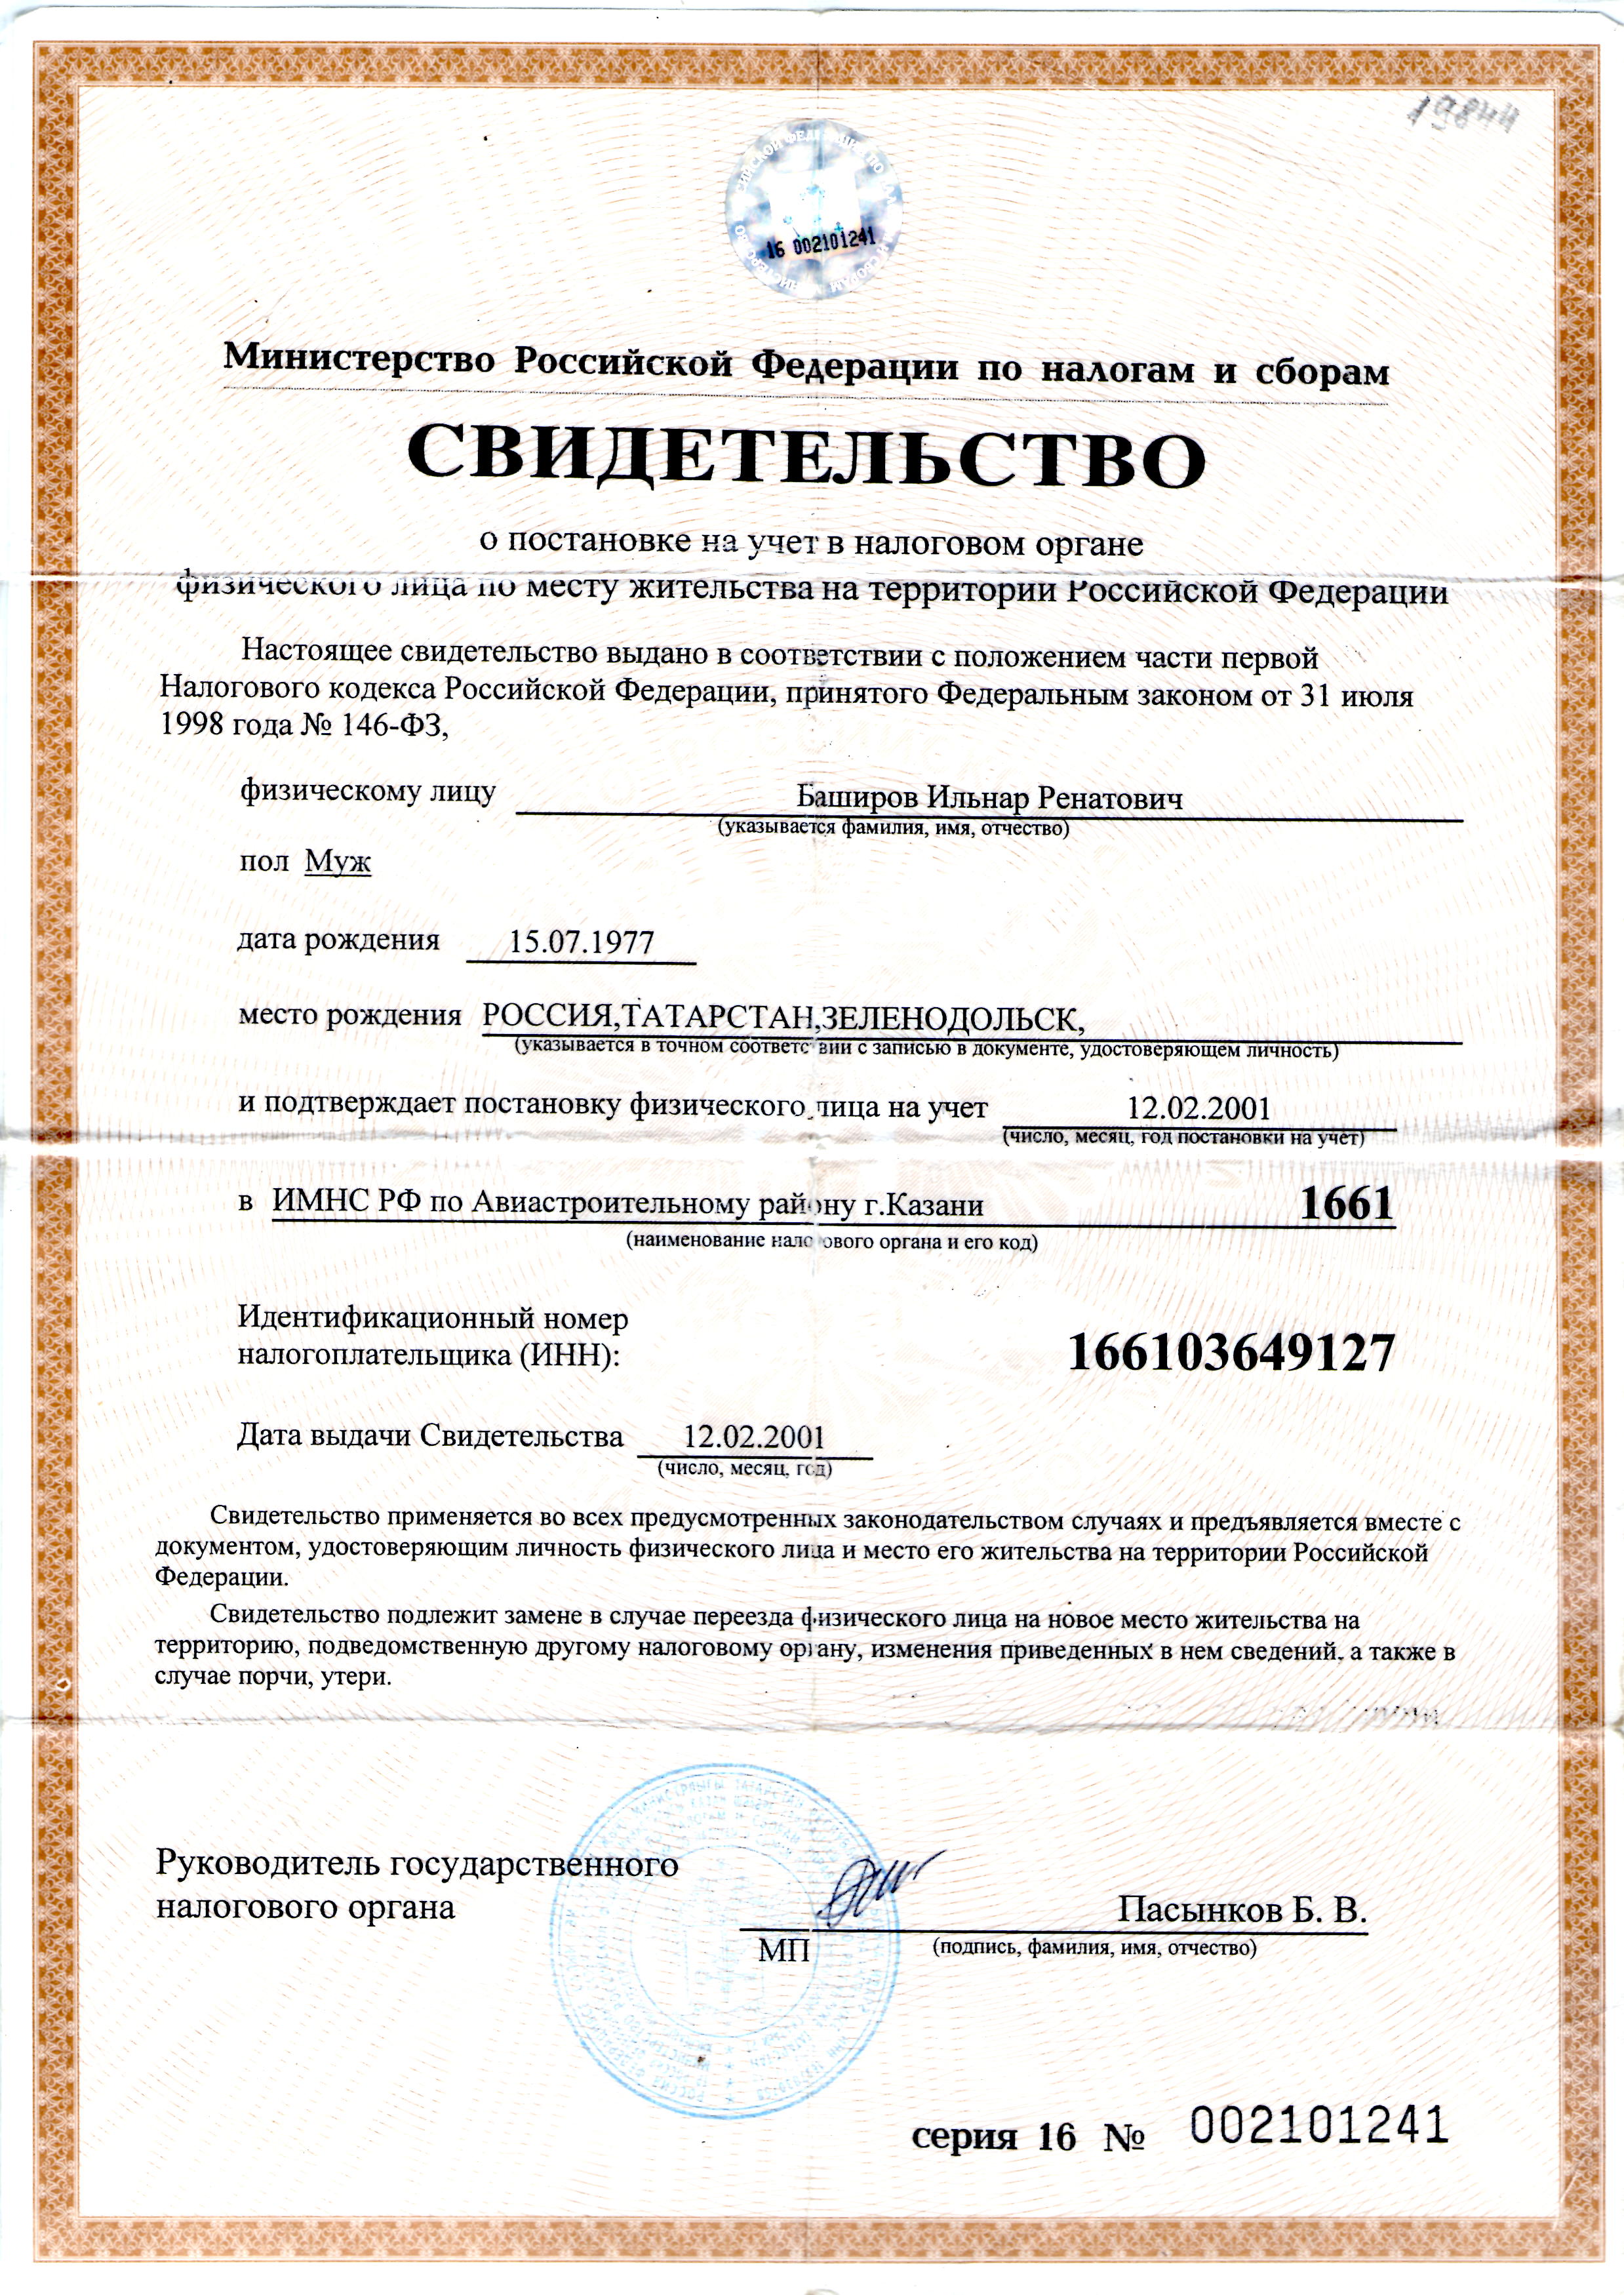 19844
16 002101241
Министерство Российской Федерации по налогам и сборам
СВИДЕТЕЛЬСТВО
о постановке на учет в налоговом органе
физического лица по месту жительства на территории Российской Федерации
Настоящее свидетельство выдано в соответствии с положением части первой
Налогового кодекса Российской Федерации, принятого Федеральным законом от 31 июля
1998 года № 146-ФЗ,
физическому лицу Баширов Ильнар Ренатович
(указывается фамилия, имя, отчество)
пол Муж
дата рождения 15.07.1977
место рождения РОССИЯ,ТАТАРСТАН,ЗЕЛЕНОДОЛЬСК,
(указывается в точном соответствии с записью в документе, удостоверяющем личность)
и подтверждает постановку физического лица на учет 12.02.2001
(число, месяц, год постановки на учет)
в ИМНС РФ по Авиастроительному району г.Казани 1661
(наименование налогового органа и его код)
Идентификационный номер
налогоплательщика (ИНН): 166103649127
Дата выдачи Свидетельства 12.02.2001
(число, месяц, год)
Свидетельство применяется во всех предусмотренных законодательством случаях и предъявляется вместе с
документом, удостоверяющим личность физического лица и место его жительства на территории Российской
Федерации.
Свидетельство подлежит замене в случае переезда физического лица на новое место жительства на
территорию, подведомственную другому налоговому органу, изменения приведенных в нем сведений, а также в
случае порчи, утери.
Руководитель государственного
налогового органа Пасынков Б. В.
МП (подпись, фамилия, имя, отчество)
серия 16 № 002101241